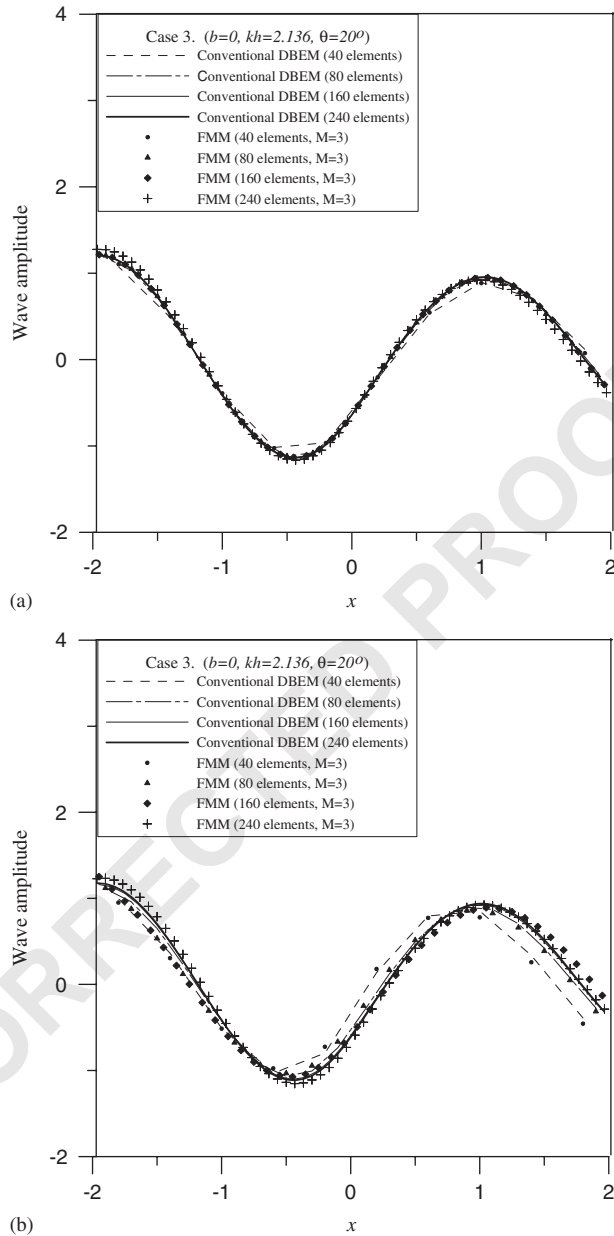 4
Case 3. (b=0, kh=2.136, θ=20º)
Conventional DBEM (40 elements)
Conventional DBEM (80 elements)
Conventional DBEM (160 elements)
Conventional DBEM (240 elements)
FMM (40 elements, M=3)
FMM (80 elements, M=3)
FMM (160 elements, M=3)
FMM (240 elements, M=3)
2
Wave amplitude
0
-2
-2 -1 0 1 2
(a) x
4
Case 3. (b=0, kh=2.136, θ=20º)
Conventional DBEM (40 elements)
Conventional DBEM (80 elements)
Conventional DBEM (160 elements)
Conventional DBEM (240 elements)
FMM (40 elements, M=3)
FMM (80 elements, M=3)
FMM (160 elements, M=3)
FMM (240 elements, M=3)
2
Wave amplitude
0
-2
-2 -1 0 1 2
(b) x
ORRECTED PROO